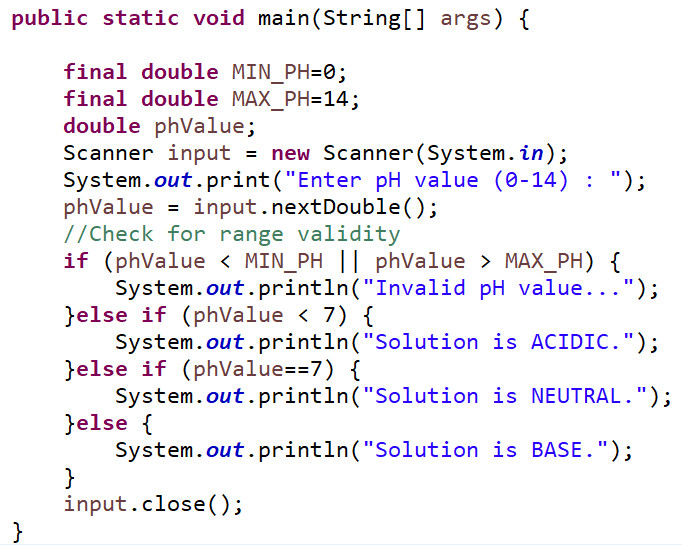 public static void main(String[] args) {
final double MIN_PH=0;
final double MAX_PH=14;
double phValue;
Scanner input = new Scanner(System.in);
System.out.print("Enter pH value (0-14) : ");
phValue = input.nextDouble();
//Check for range validity
if (phValue < MIN_PH || phValue > MAX_PH) {
System.out.println("Invalid pH value...");
}else if (phValue < 7) {
System.out.println("Solution is ACIDIC.");
}else if (phValue==7) {
System.out.println("Solution is NEUTRAL.");
}else {
System.out.println("Solution is BASE.");
}
input.close();
}